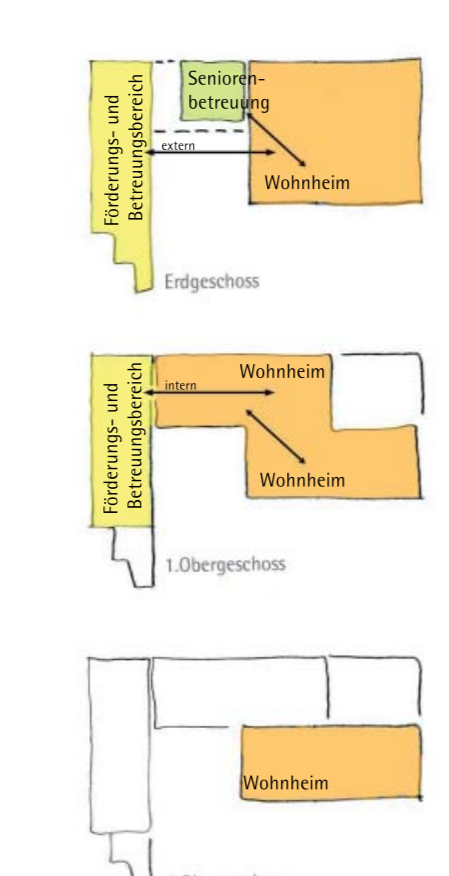 Senioren-
betreuung
Förderungs- und
Betreuungsbereich
extern
Wohnheim
Erdgeschoss
Wohnheim
intern
Förderungs- und
Betreuungsbereich
Wohnheim
1.Obergeschoss
Wohnheim